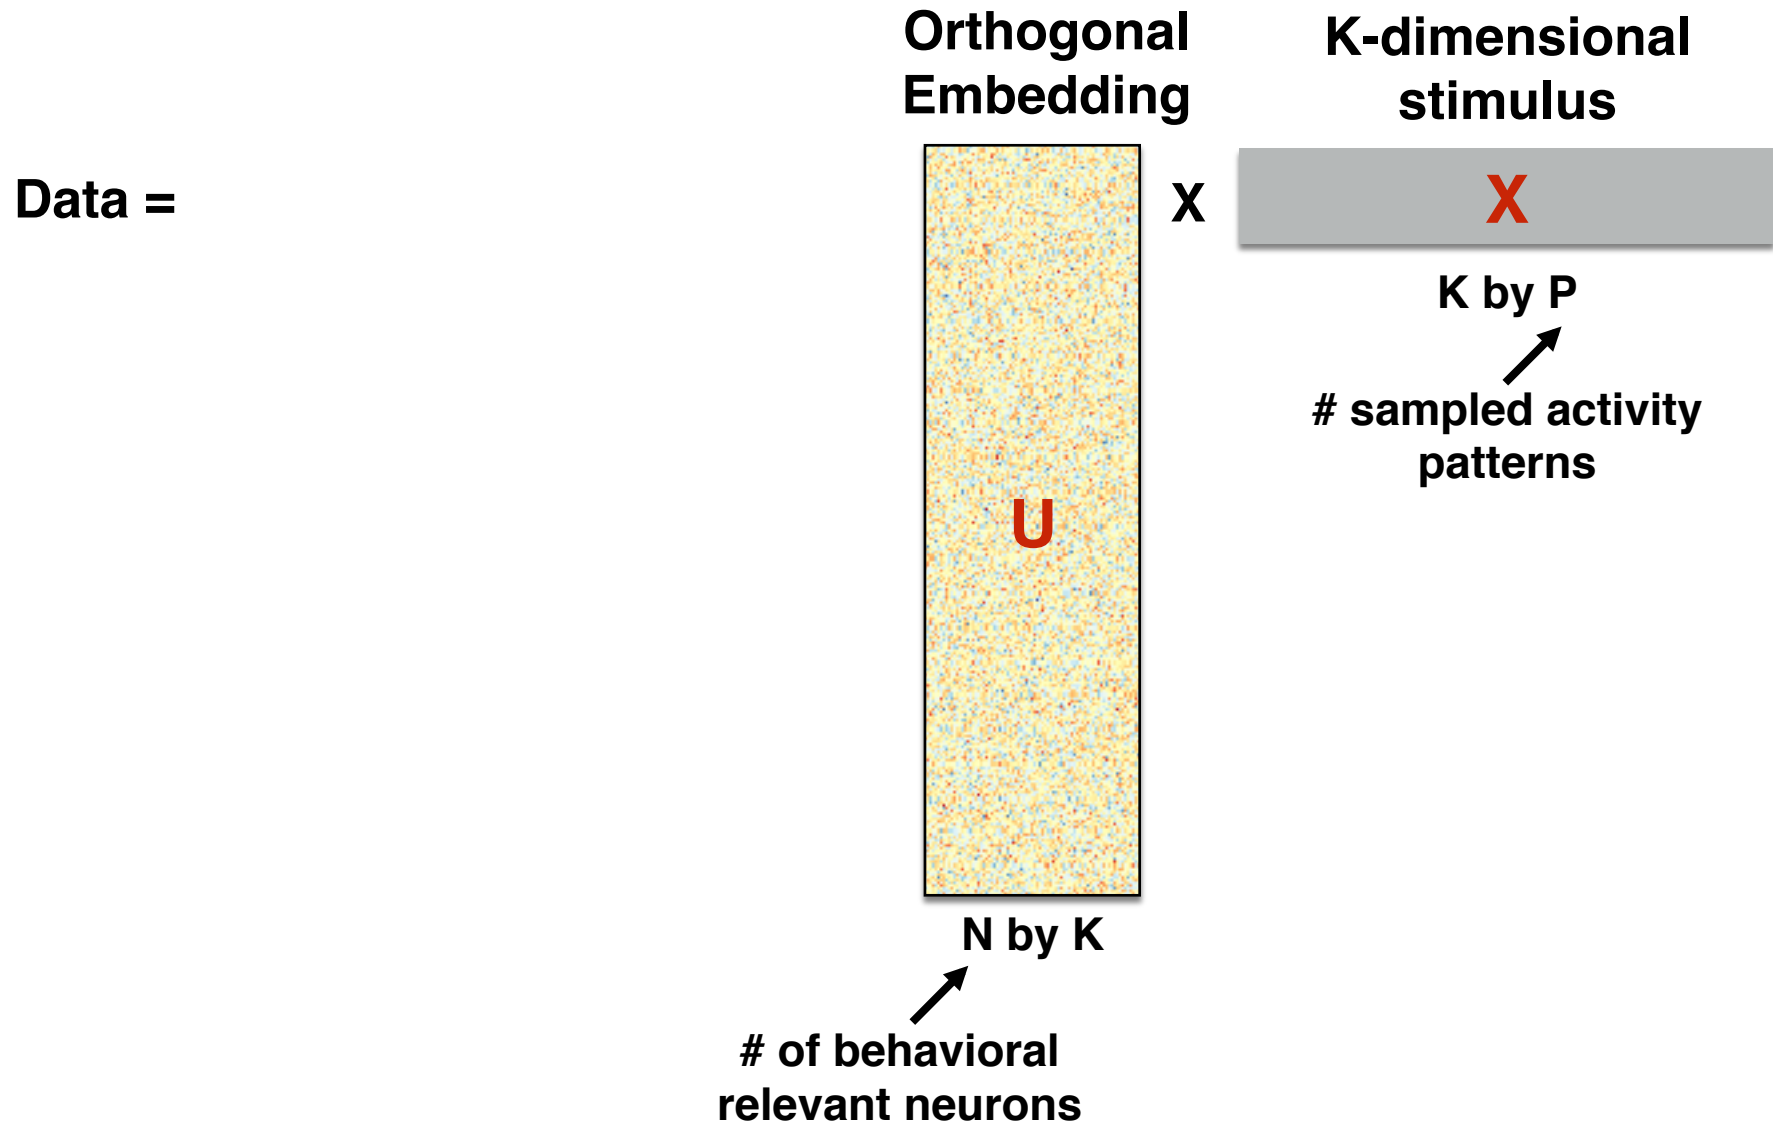 Orthogonal
Embedding
K-dimensional
stimulus
Data =
X
X
K by P
# sampled activity
patterns
U
N by K
# of behavioral
relevant neurons